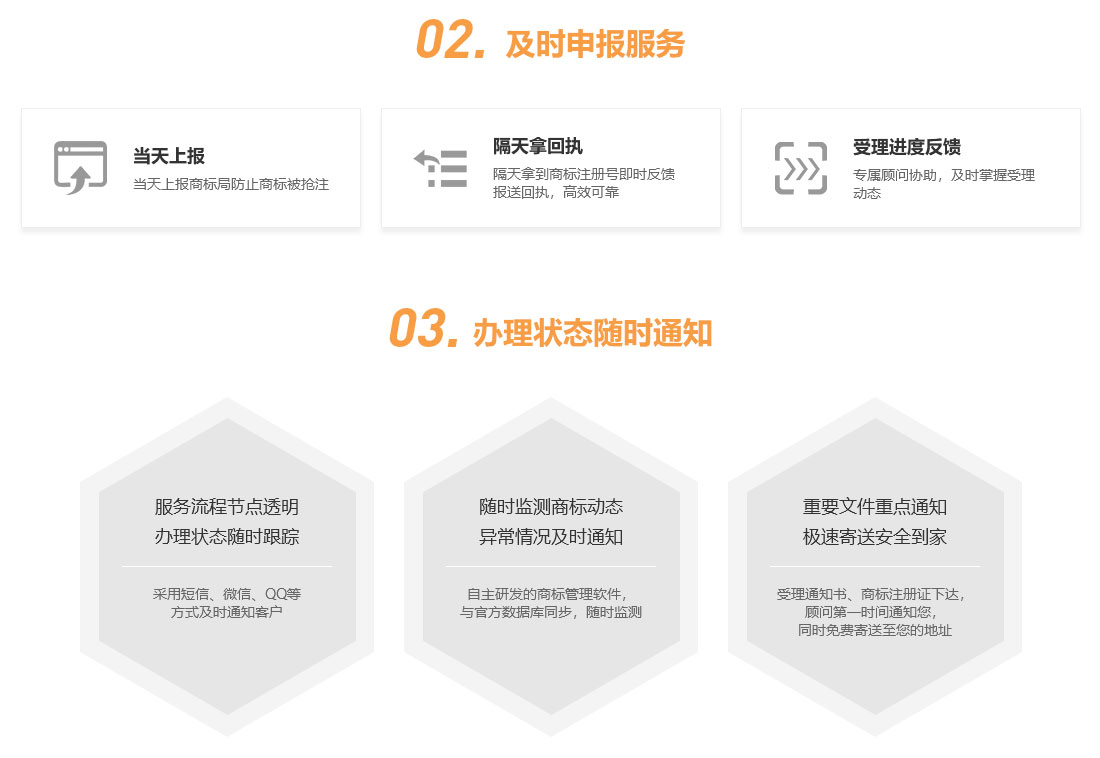 02. 及时申报服务
当天上报
当天上报商标局防止商标被抢注
隔天拿回执
隔天拿到商标注册号即时反馈
报送回执，高效可靠
受理进度反馈
专属顾问协助，及时掌握受理
动态
03. 办理状态随时通知
服务流程节点透明
办理状态随时跟踪
采用短信、微信、QQ等
方式及时通知客户
随时监测商标动态
异常情况及时通知
自主研发的商标管理软件，
与官方数据库同步，随时监测
重要文件重点通知
极速寄送安全到家
受理通知书、商标注册证下达，
顾问第一时间通知您，
同时免费寄送至您的地址